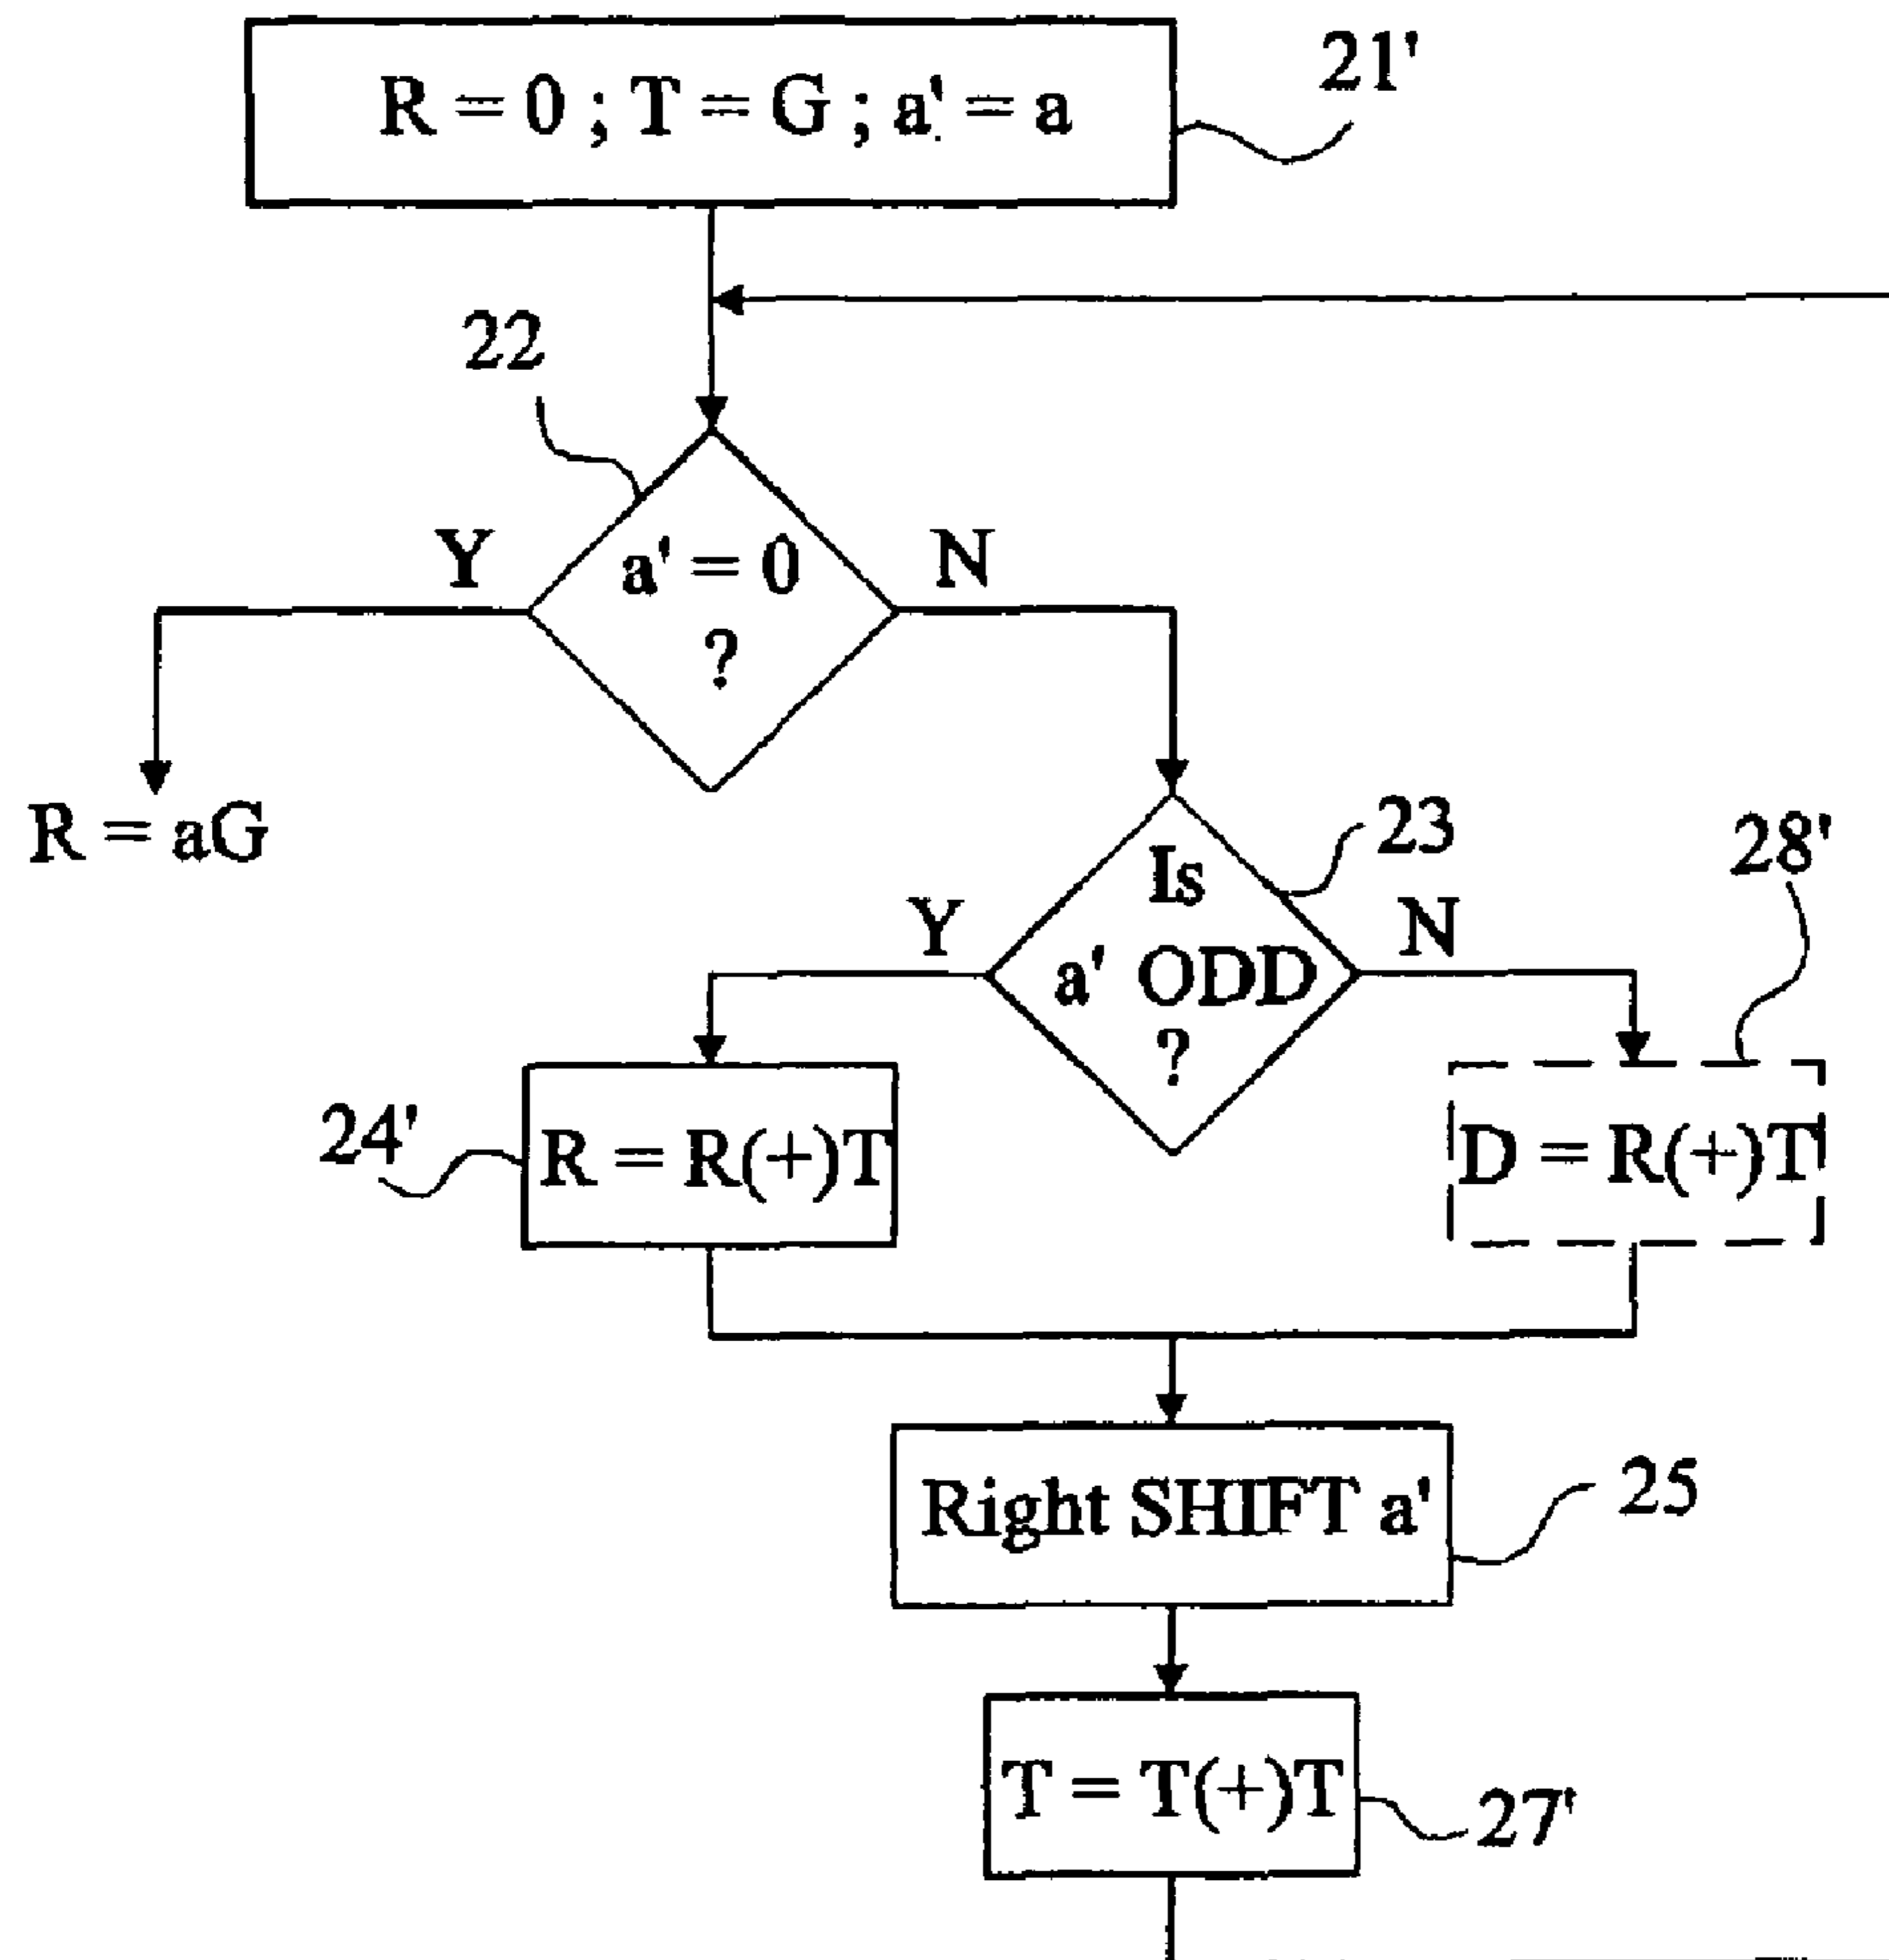 R = 0 ; T = G ; a' = a
21'
22
Y
a' = 0
?
N
R = aG
23
28'
Is
a' ODD
?
Y
N
24'
R = R(+)T
D = R(+)T
Right SHIFT a'
25
T = T(+)T
27'